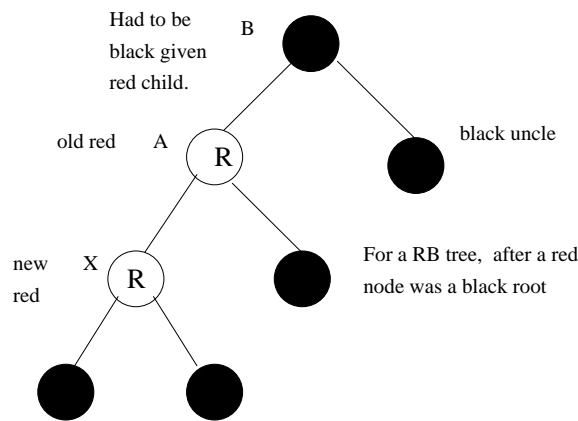 Had to be
black given
red child.
B
old red
A
R
black uncle
new
red
X
R
For a RB tree, after a red
node was a black root